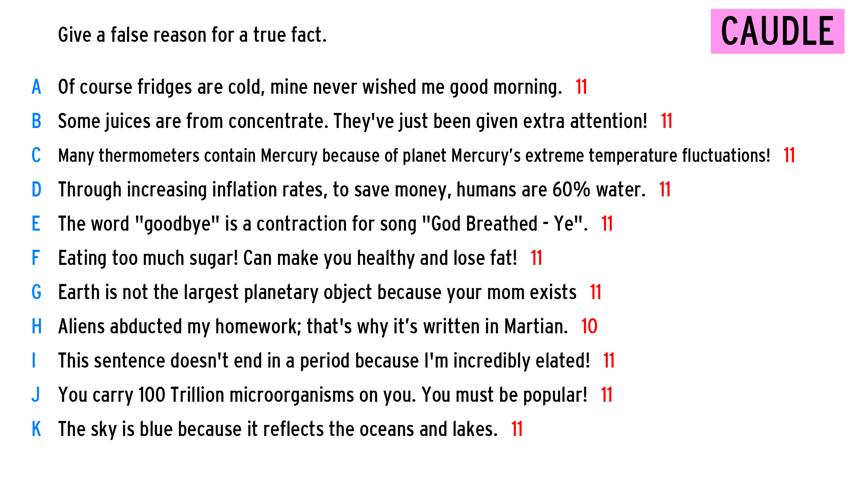 Give a false reason for a true fact.
CAUDLE
A Of course fridges are cold, mine never wished me good morning. 11
B Some juices are from concentrate. They've just been given extra attention! 11
C Many thermometers contain Mercury because of planet Mercury's extreme temperature fluctuations! 11
D Through increasing inflation rates, to save money, humans are 60% water. 11
E The word "goodbye" is a contraction for song "God Breathed - Ye". 11
F Eating too much sugar! Can make you healthy and lose fat! 11
G Earth is not the largest planetary object because your mom exists 11
H Aliens abducted my homework; that's why it's written in Martian. 10
I This sentence doesn't end in a period because I'm incredibly elated! 11
J You carry 100 Trillion microorganisms on you. You must be popular! 11
K The sky is blue because it reflects the oceans and lakes. 11